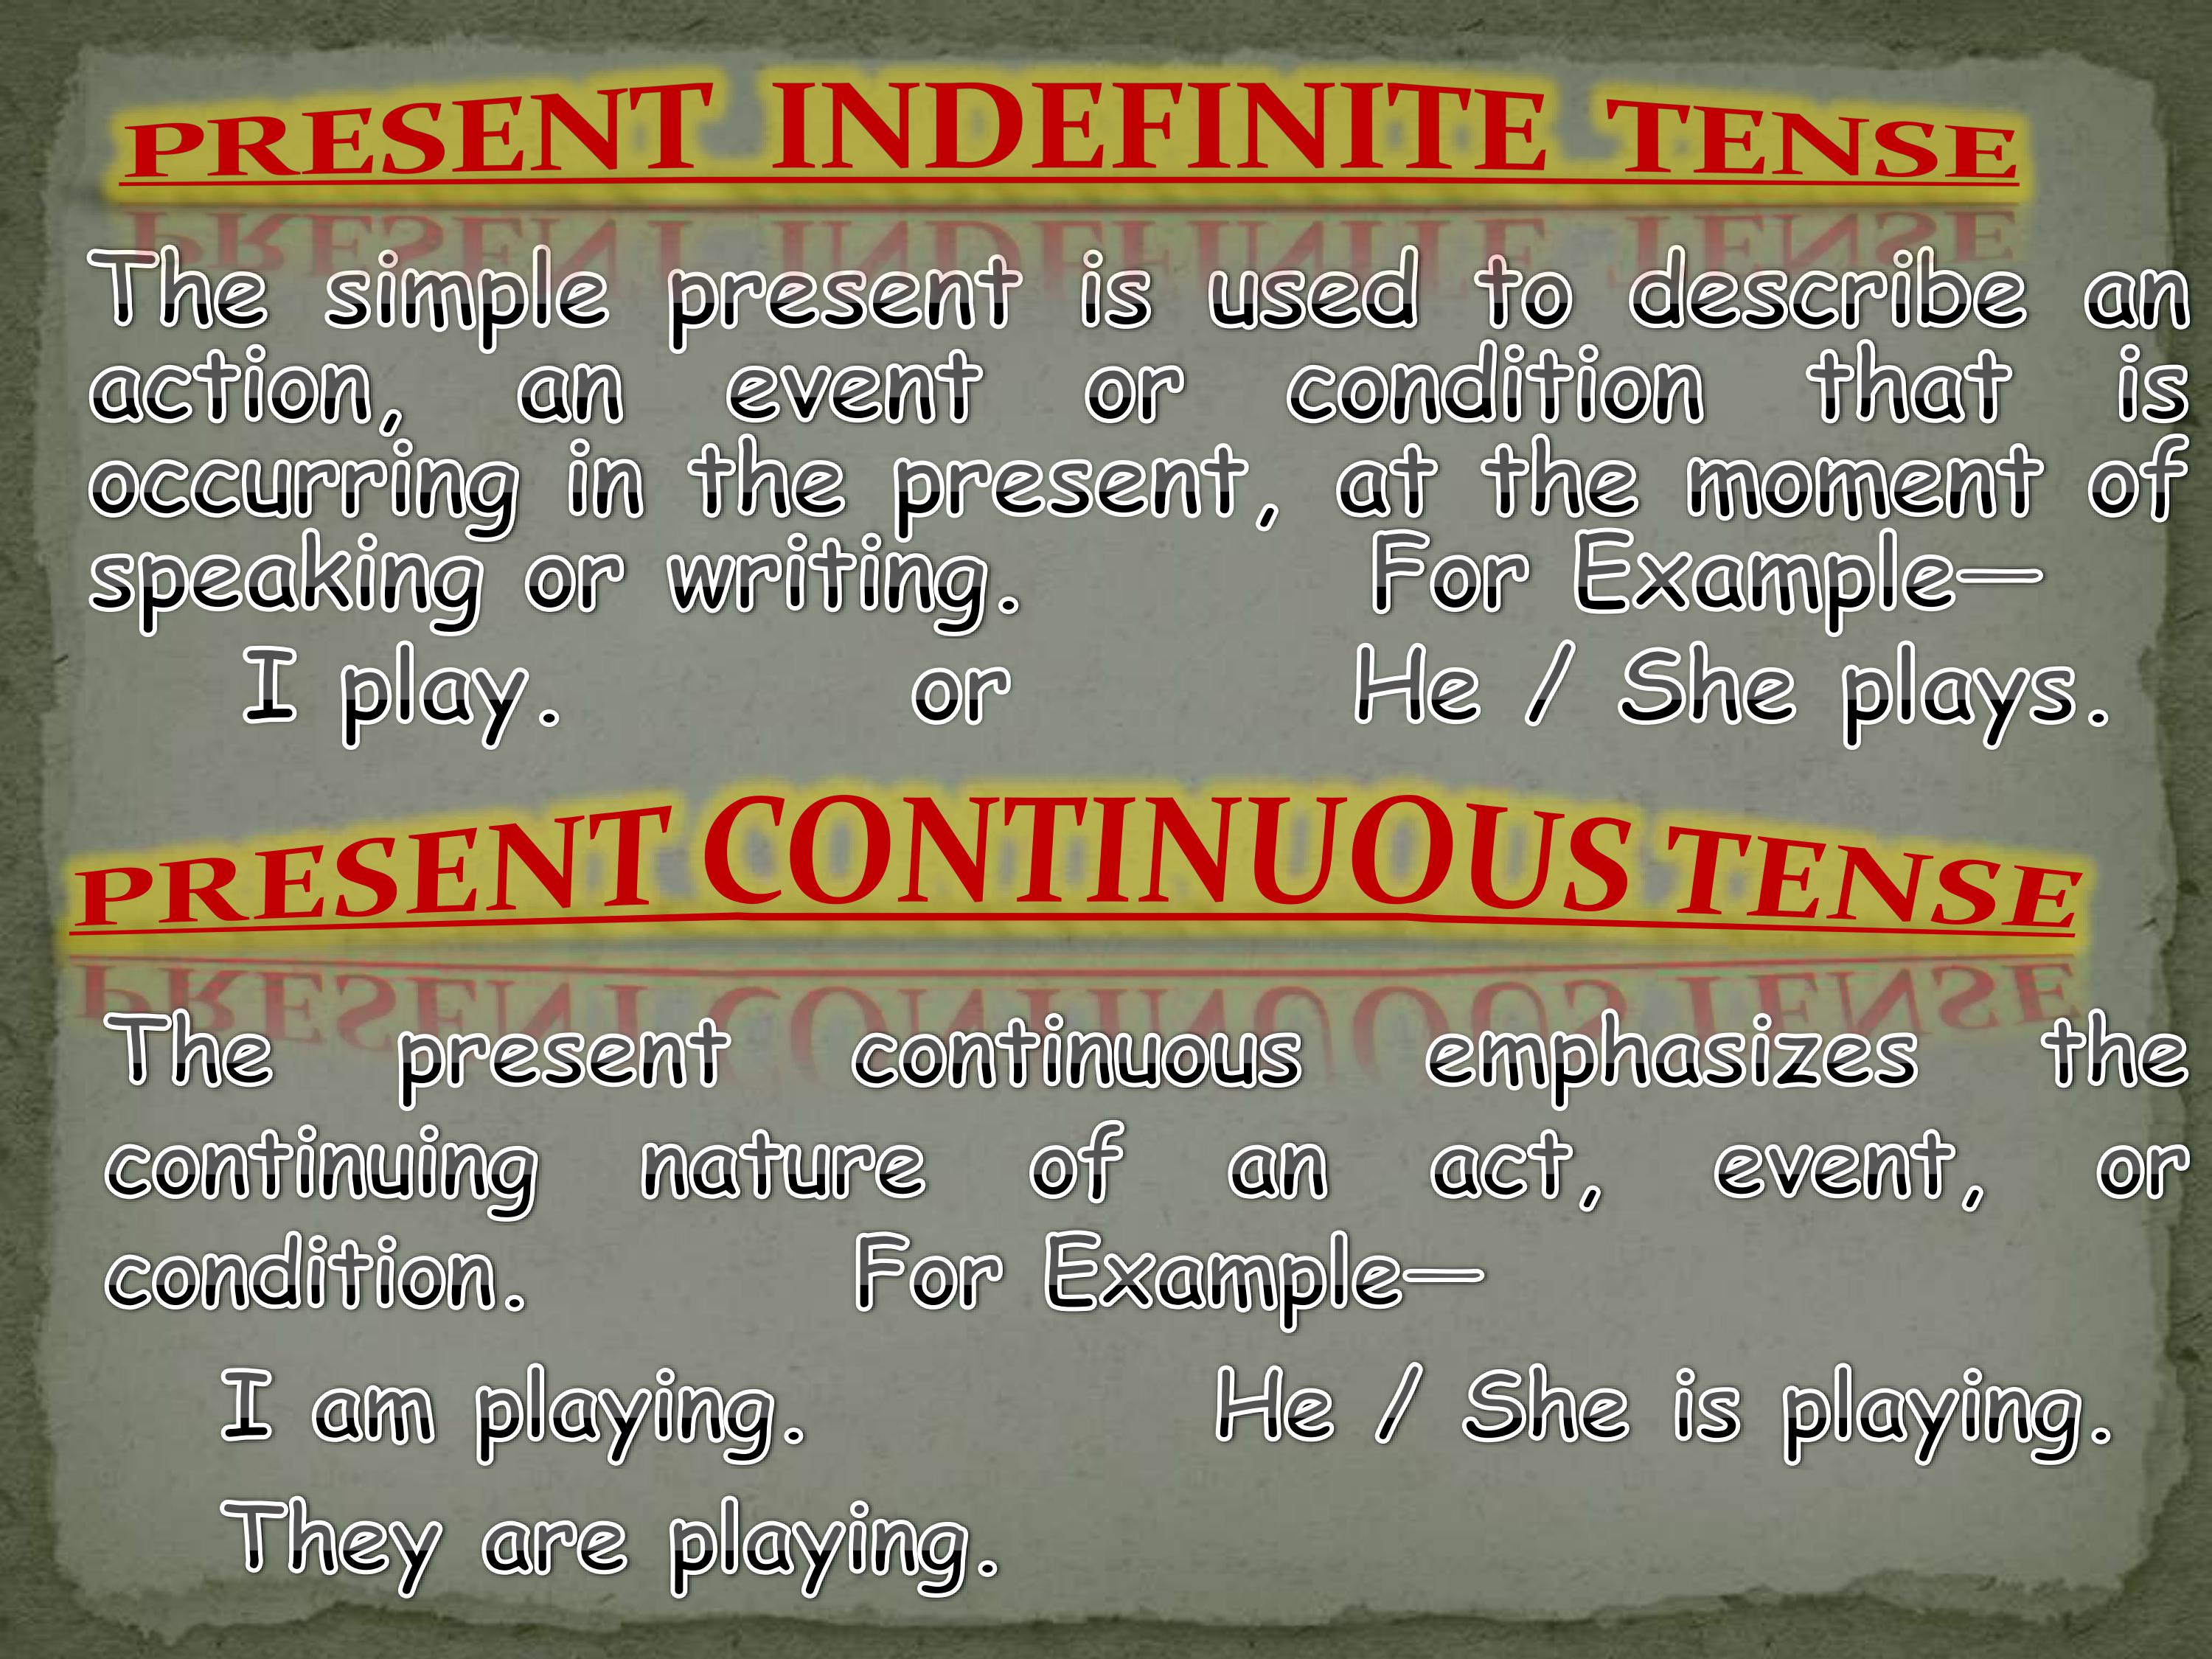 PRESENT INDEFINITE TENSE
The simple present is used to describe an
action, an event or condition that is
occurring in the present, at the moment of
speaking or writing. For Example—
I play. or He / She plays.
PRESENT CONTINUOUS TENSE
The present continuous emphasizes the
continuing nature of an act, event, or
condition. For Example—
I am playing. He / She is playing.
They are playing.